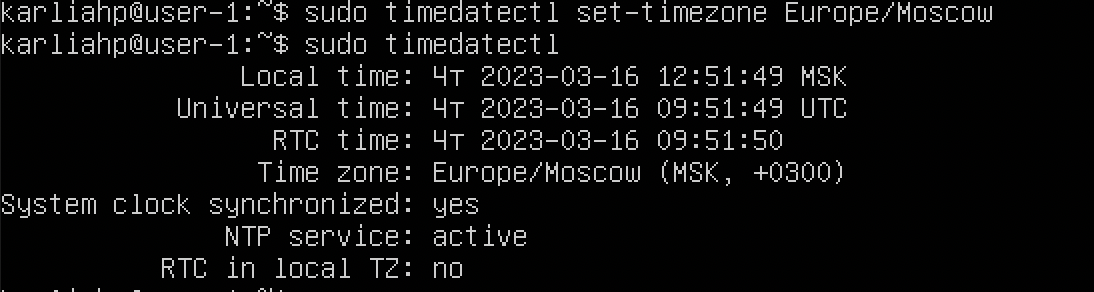 karliahp@user-1:~$ sudo timedatectl set-timezone Europe/Moscow
karliahp@user-1:~$ sudo timedatectl
Local time: Чт 2023-03-16 12:51:49 MSK
Universal time: Чт 2023-03-16 09:51:49 UTC
RTC time: Чт 2023-03-16 09:51:50
Time zone: Europe/Moscow (MSK, +0300)
System clock synchronized: yes
NTP service: active
RTC in local TZ: no